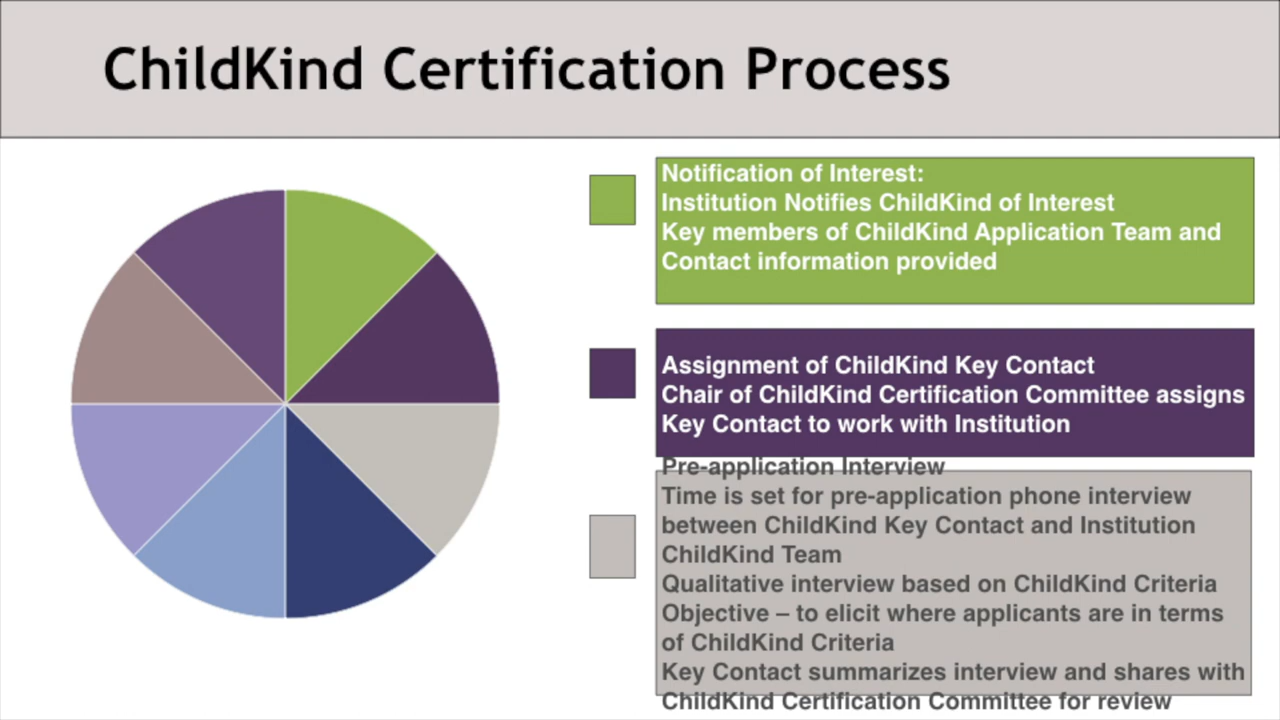 ChildKind Certification Process
Notification of Interest:
Institution Notifies ChildKind of Interest
Key members of ChildKind Application Team and
Contact information provided
Assignment of ChildKind Key Contact
Chair of ChildKind Certification Committee assigns
Key Contact to work with Institution
Pre-application Interview
Time is set for pre-application phone interview
between ChildKind Key Contact and Institution
ChildKind Team
Qualitative interview based on ChildKind Criteria
Objective – to elicit where applicants are in terms
of ChildKind Criteria
Key Contact summarizes interview and shares with
ChildKind Certification Committee for review